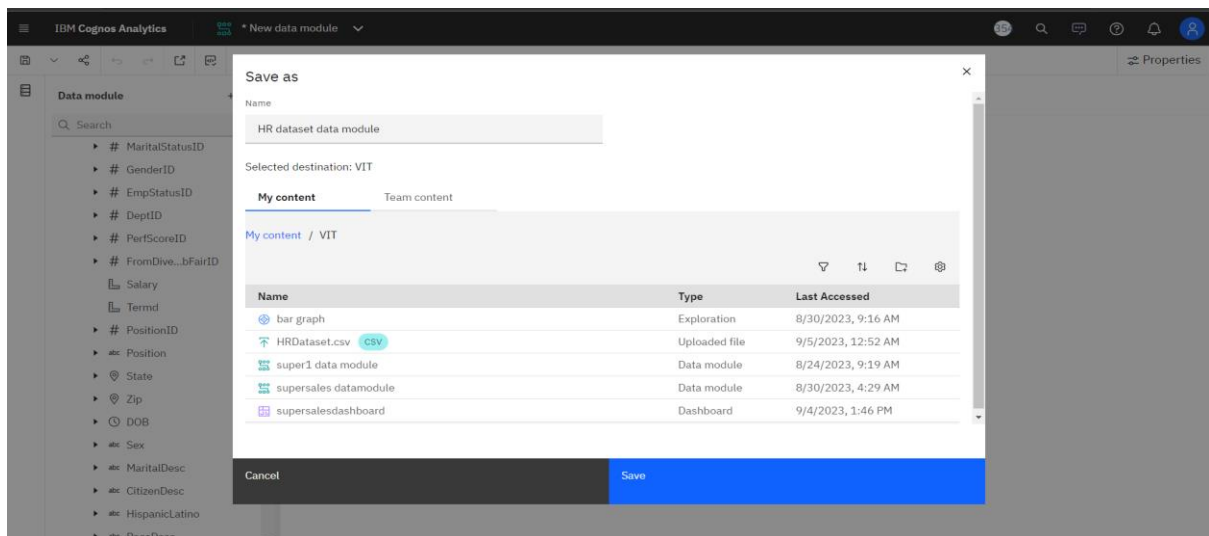 IBM Cognos Analytics
* New data module
Properties
Data module
Search
# MaritalStatusID
# GenderID
# EmpStatusID
# DeptID
# PerfScoreID
# FromDive...bFairID
Salary
Termd
# PositionID
abc Position
State
Zip
DOB
abc Sex
abc MaritalDesc
abc CitizenDesc
abc HispanicLatino
Save as
Name
HR dataset data module
Selected destination: VIT
My content Team content
My content / VIT
Name Type Last Accessed
bar graph Exploration 8/30/2023, 9:16 AM
HRDataset.csv CSV Uploaded file 9/5/2023, 12:52 AM
super1 data module Data module 8/24/2023, 9:19 AM
supersales datamodule Data module 8/30/2023, 4:29 AM
supersalesdashboard Dashboard 9/4/2023, 1:46 PM
Cancel Save